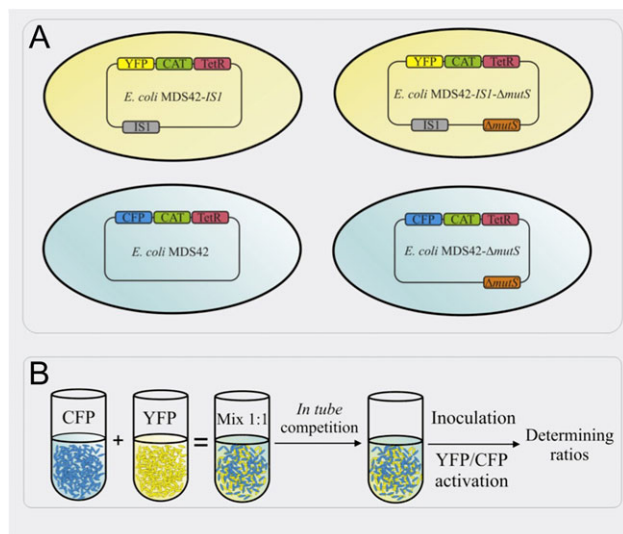 A
YFP CAT TetR
E. coli MDS42-IS1
IS1
YFP CAT TetR
E. coli MDS42-IS1-ΔmutS
IS1 ΔmutS
CFP CAT TetR
E. coli MDS42
CFP CAT TetR
E. coli MDS42-ΔmutS
ΔmutS
B
CFP
+
YFP
=
Mix 1:1
In tube
competition
Inoculation
YFP/CFP
activation
Determining
ratios